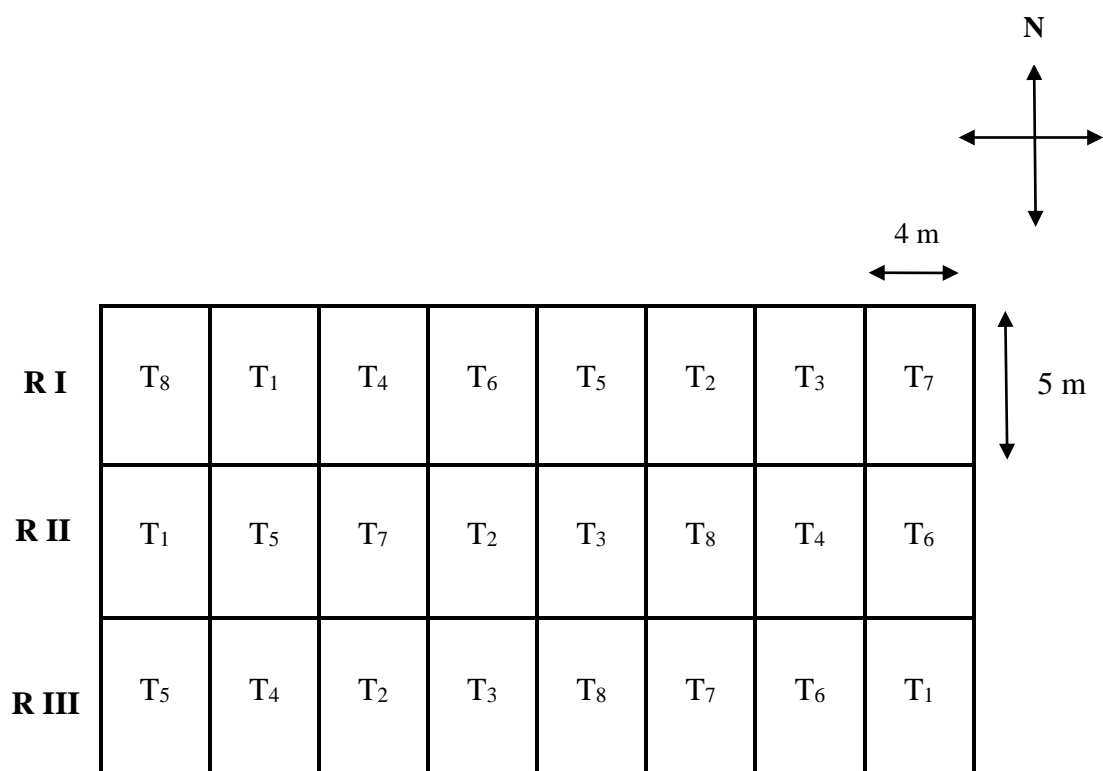 N
4 m
R I T₈ T₁ T₄ T₆ T₅ T₂ T₃ T₇ 5 m
R II T₁ T₅ T₇ T₂ T₃ T₈ T₄ T₆
R III T₅ T₄ T₂ T₃ T₈ T₇ T₆ T₁